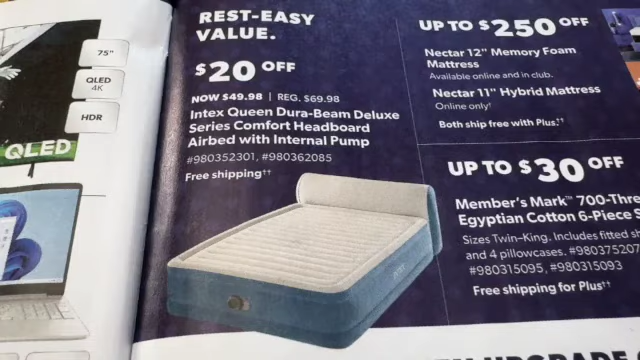 75"
QLED
4K
HDR
QLED
REST-EASY
VALUE.
$20 OFF
NOW $49.98 | REG. $69.98
Intex Queen Dura-Beam Deluxe
Series Comfort Headboard
Airbed with Internal Pump
#980352301, #980362085
Free shipping††
UP TO $250 OFF
Nectar 12" Memory Foam
Mattress
Available online and in club.
Nectar 11" Hybrid Mattress
Online only†
Both ship free with Plus.††
UP TO $30 OFF
Member's Mark™ 700-Thre
Egyptian Cotton 6-Piece S
Sizes Twin–King. Includes fitted sh
and 4 pillowcases. #98037520
#980315095, #980315093
Free shipping for Plus††
UPGRADE